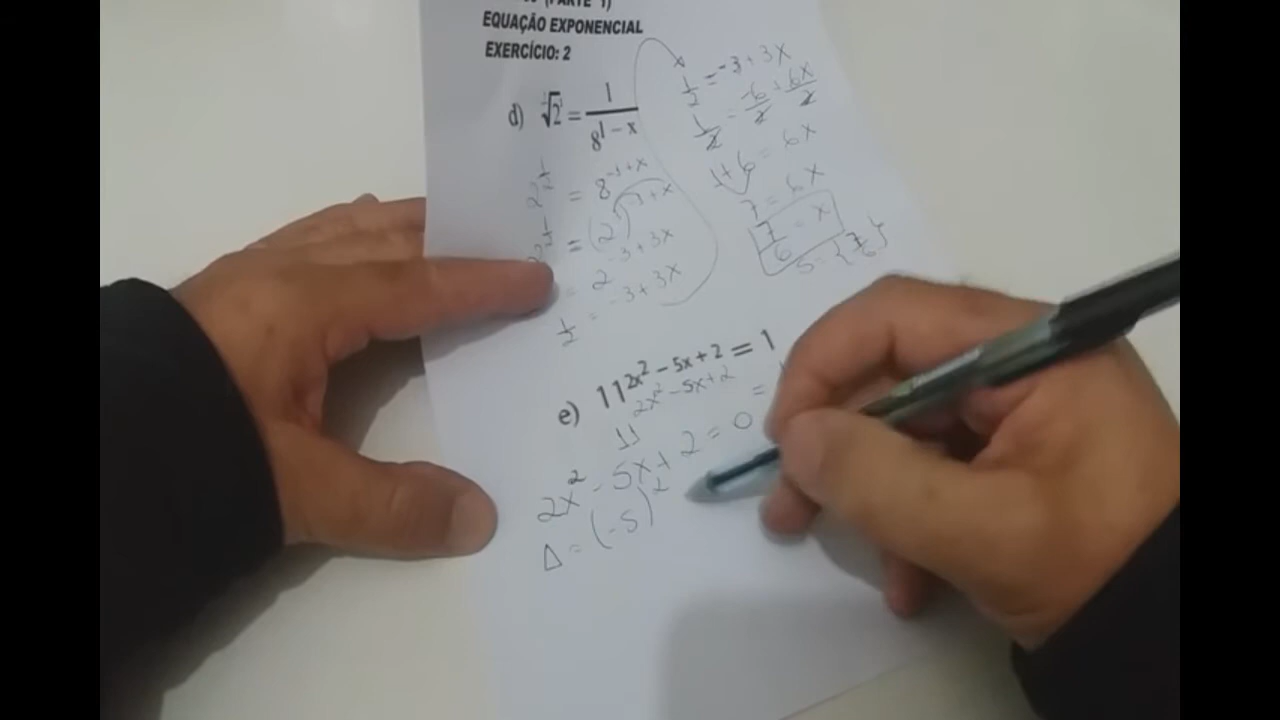 (PARTE 1)
EQUAÇÃO EXPONENCIAL
EXERCÍCIO: 2
d) √2 = 1/8^(1 - x)
2^(1/2) = 8^(-1+x)
2^(1/2) = (2^3)^(-1+x)
= 2^(-3+3x)
1/2 = -3+3x
1/2 = -3+3x
1/2 = -6/2 + 6x/2
1+6 = 6x
7 = 6x
7/6 = x
S = {7/6}
e) 11^(2x² - 5x + 2) = 1
11^(2x² - 5x + 2) =
2x² - 5x + 2 = 0
Δ = (-5)²